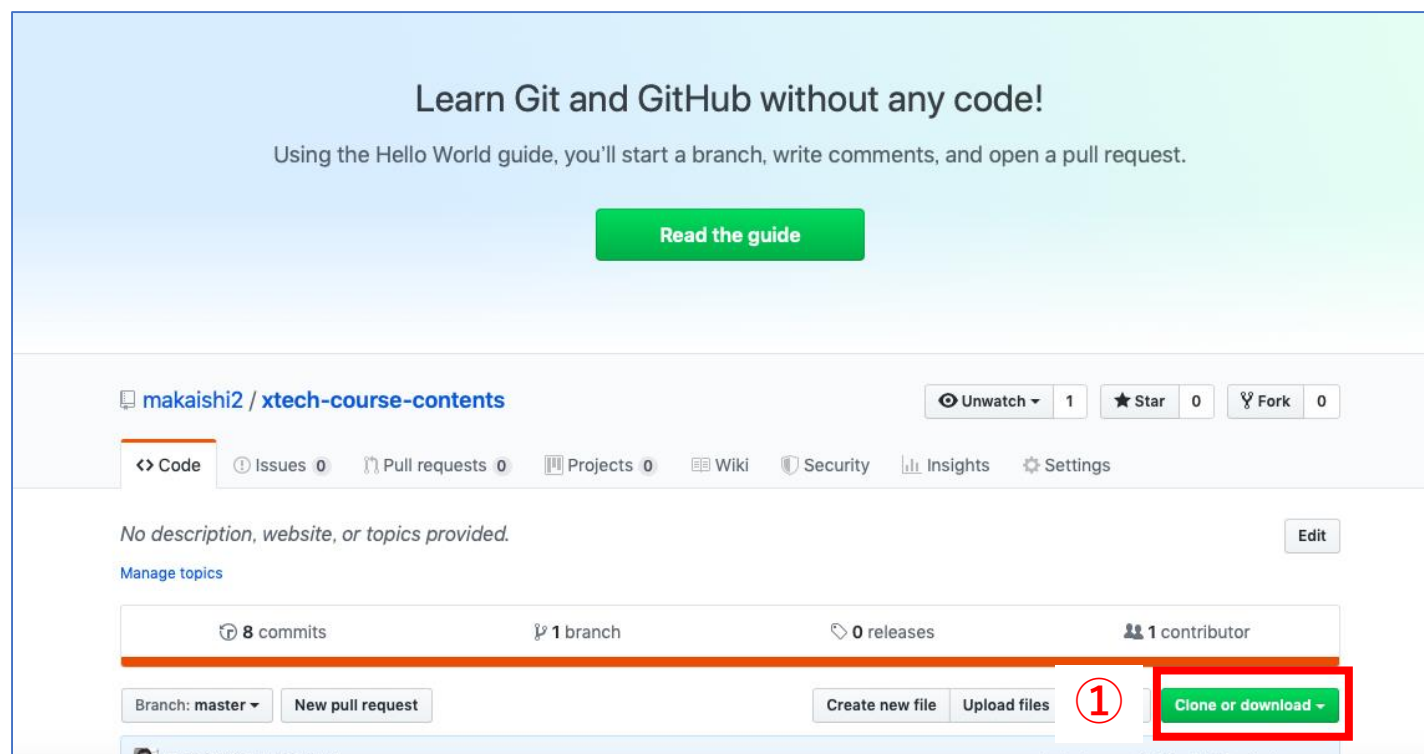 Learn Git and GitHub without any code!
Using the Hello World guide, you'll start a branch, write comments, and open a pull request.
Read the guide
makaishi2 / xtech-course-contents
Unwatch 1 Star 0 Fork 0
Code Issues 0 Pull requests 0 Projects 0 Wiki Security Insights Settings
No description, website, or topics provided. Edit
Manage topics
8 commits 1 branch 0 releases 1 contributor
Branch: master New pull request Create new file Upload files ① Clone or download